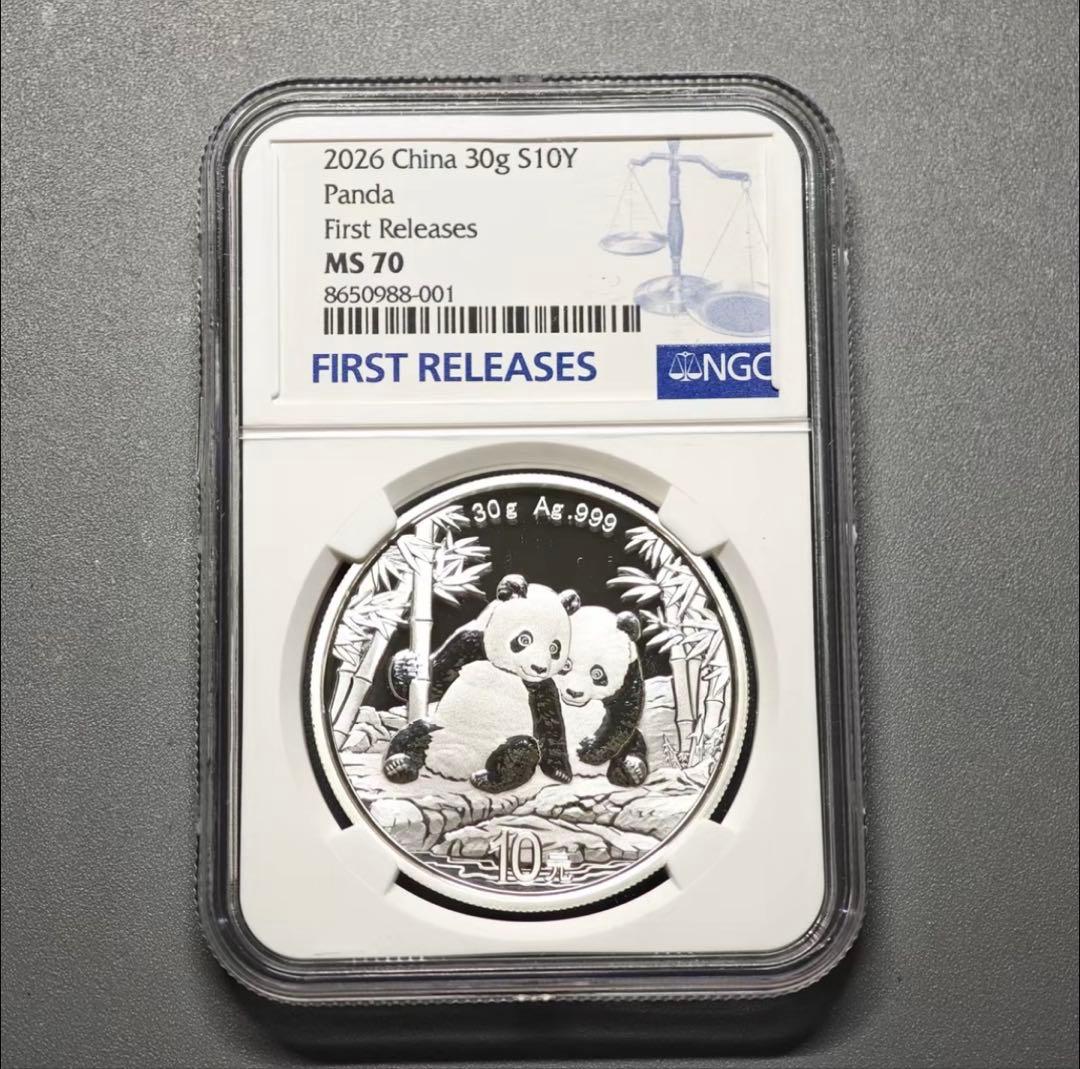 2026 China 30g S10Y
Panda
First Releases
MS 70
8650988-001
FIRST RELEASES
NGC
30g Ag.999
10元